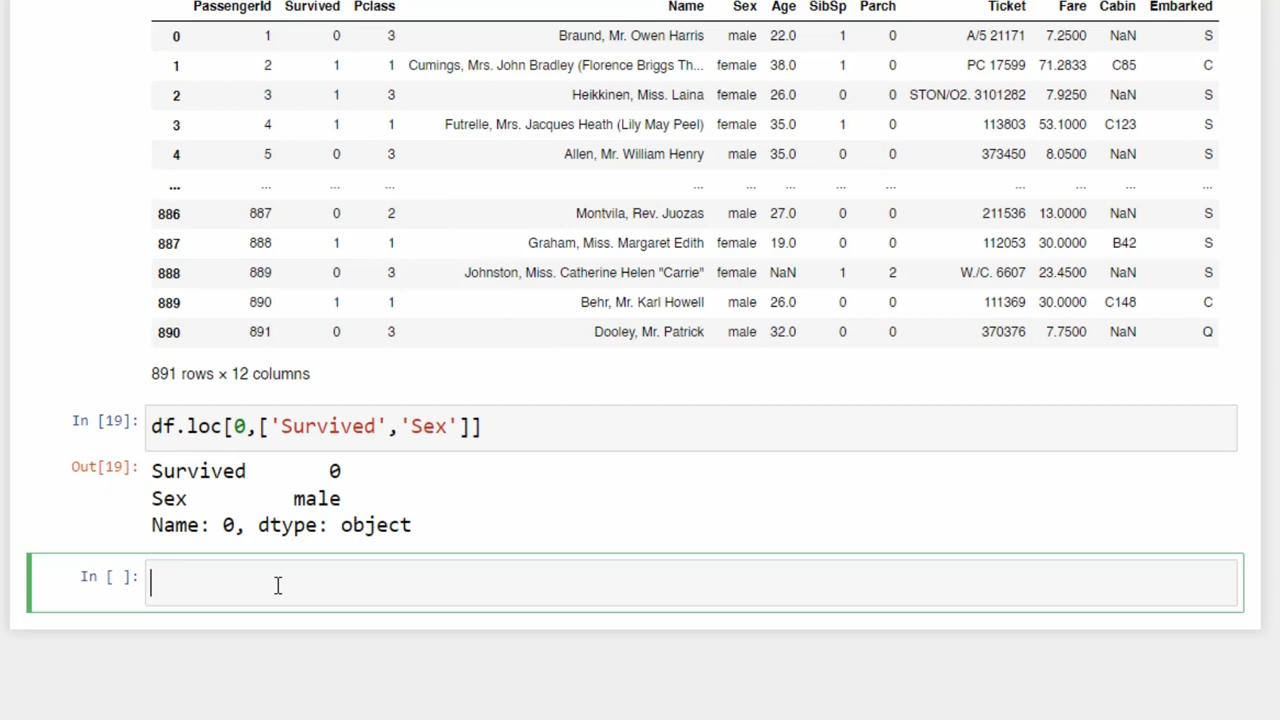 PassengerId Survived Pclass Name Sex Age SibSp Parch Ticket Fare Cabin Embarked
0 1 0 3 Braund, Mr. Owen Harris male 22.0 1 0 A/5 21171 7.2500 NaN S
1 2 1 1 Cumings, Mrs. John Bradley (Florence Briggs Th... female 38.0 1 0 PC 17599 71.2833 C85 C
2 3 1 3 Heikkinen, Miss. Laina female 26.0 0 0 STON/O2. 3101282 7.9250 NaN S
3 4 1 1 Futrelle, Mrs. Jacques Heath (Lily May Peel) female 35.0 1 0 113803 53.1000 C123 S
4 5 0 3 Allen, Mr. William Henry male 35.0 0 0 373450 8.0500 NaN S
... ... ... ... ... ... ... ... ... ... ... ... ...
886 887 0 2 Montvila, Rev. Juozas male 27.0 0 0 211536 13.0000 NaN S
887 888 1 1 Graham, Miss. Margaret Edith female 19.0 0 0 112053 30.0000 B42 S
888 889 0 3 Johnston, Miss. Catherine Helen "Carrie" female NaN 1 2 W./C. 6607 23.4500 NaN S
889 890 1 1 Behr, Mr. Karl Howell male 26.0 0 0 111369 30.0000 C148 C
890 891 0 3 Dooley, Mr. Patrick male 32.0 0 0 370376 7.7500 NaN Q
891 rows × 12 columns
In [19]: df.loc[0,['Survived','Sex']]
Out[19]: Survived 0
Sex male
Name: 0, dtype: object
In [ ]: